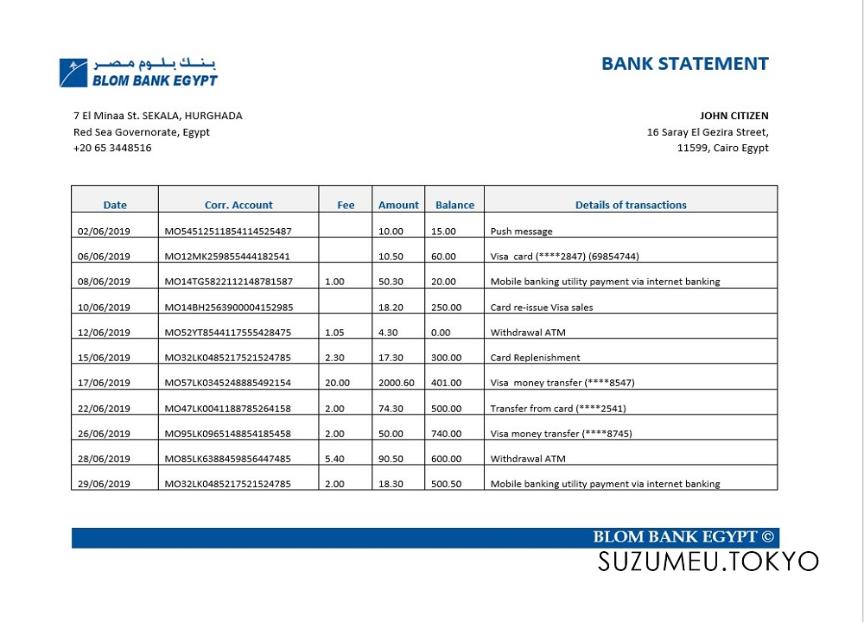 بنك بلوم مصر
BLOM BANK EGYPT
BANK STATEMENT
7 El Minaa St. SEKALA, HURGHADA
Red Sea Governorate, Egypt
+20 65 3448516
JOHN CITIZEN
16 Saray El Gezira Street,
11599, Cairo Egypt
Date Corr. Account Fee Amount Balance Details of transactions
02/06/2019 MO54512511854114525487 10.00 15.00 Push message
06/06/2019 MO12MK259855444182541 10.50 60.00 Visa card (****2847) (69854744)
08/06/2019 MO14TG5822112148781587 1.00 50.30 20.00 Mobile banking utility payment via internet banking
10/06/2019 MO14BH2563900004152985 18.20 250.00 Card re-issue Visa sales
12/06/2019 MO52YT8544117555428475 1.05 4.30 0.00 Withdrawal ATM
15/06/2019 MO32LK0485217521524785 2.30 17.30 300.00 Card Replenishment
17/06/2019 MO57LK0345248885492154 20.00 2000.60 401.00 Visa money transfer (****8547)
22/06/2019 MO47LK0041188785264158 2.00 74.30 500.00 Transfer from card (****2541)
26/06/2019 MO95LK0965148854185458 2.00 50.00 740.00 Visa money transfer (****8745)
28/06/2019 MO85LK6388459856447485 5.40 90.50 600.00 Withdrawal ATM
29/06/2019 MO32LK0485217521524785 2.00 18.30 500.50 Mobile banking utility payment via internet banking
BLOM BANK EGYPT ©
SUZUMEU.TOKYO